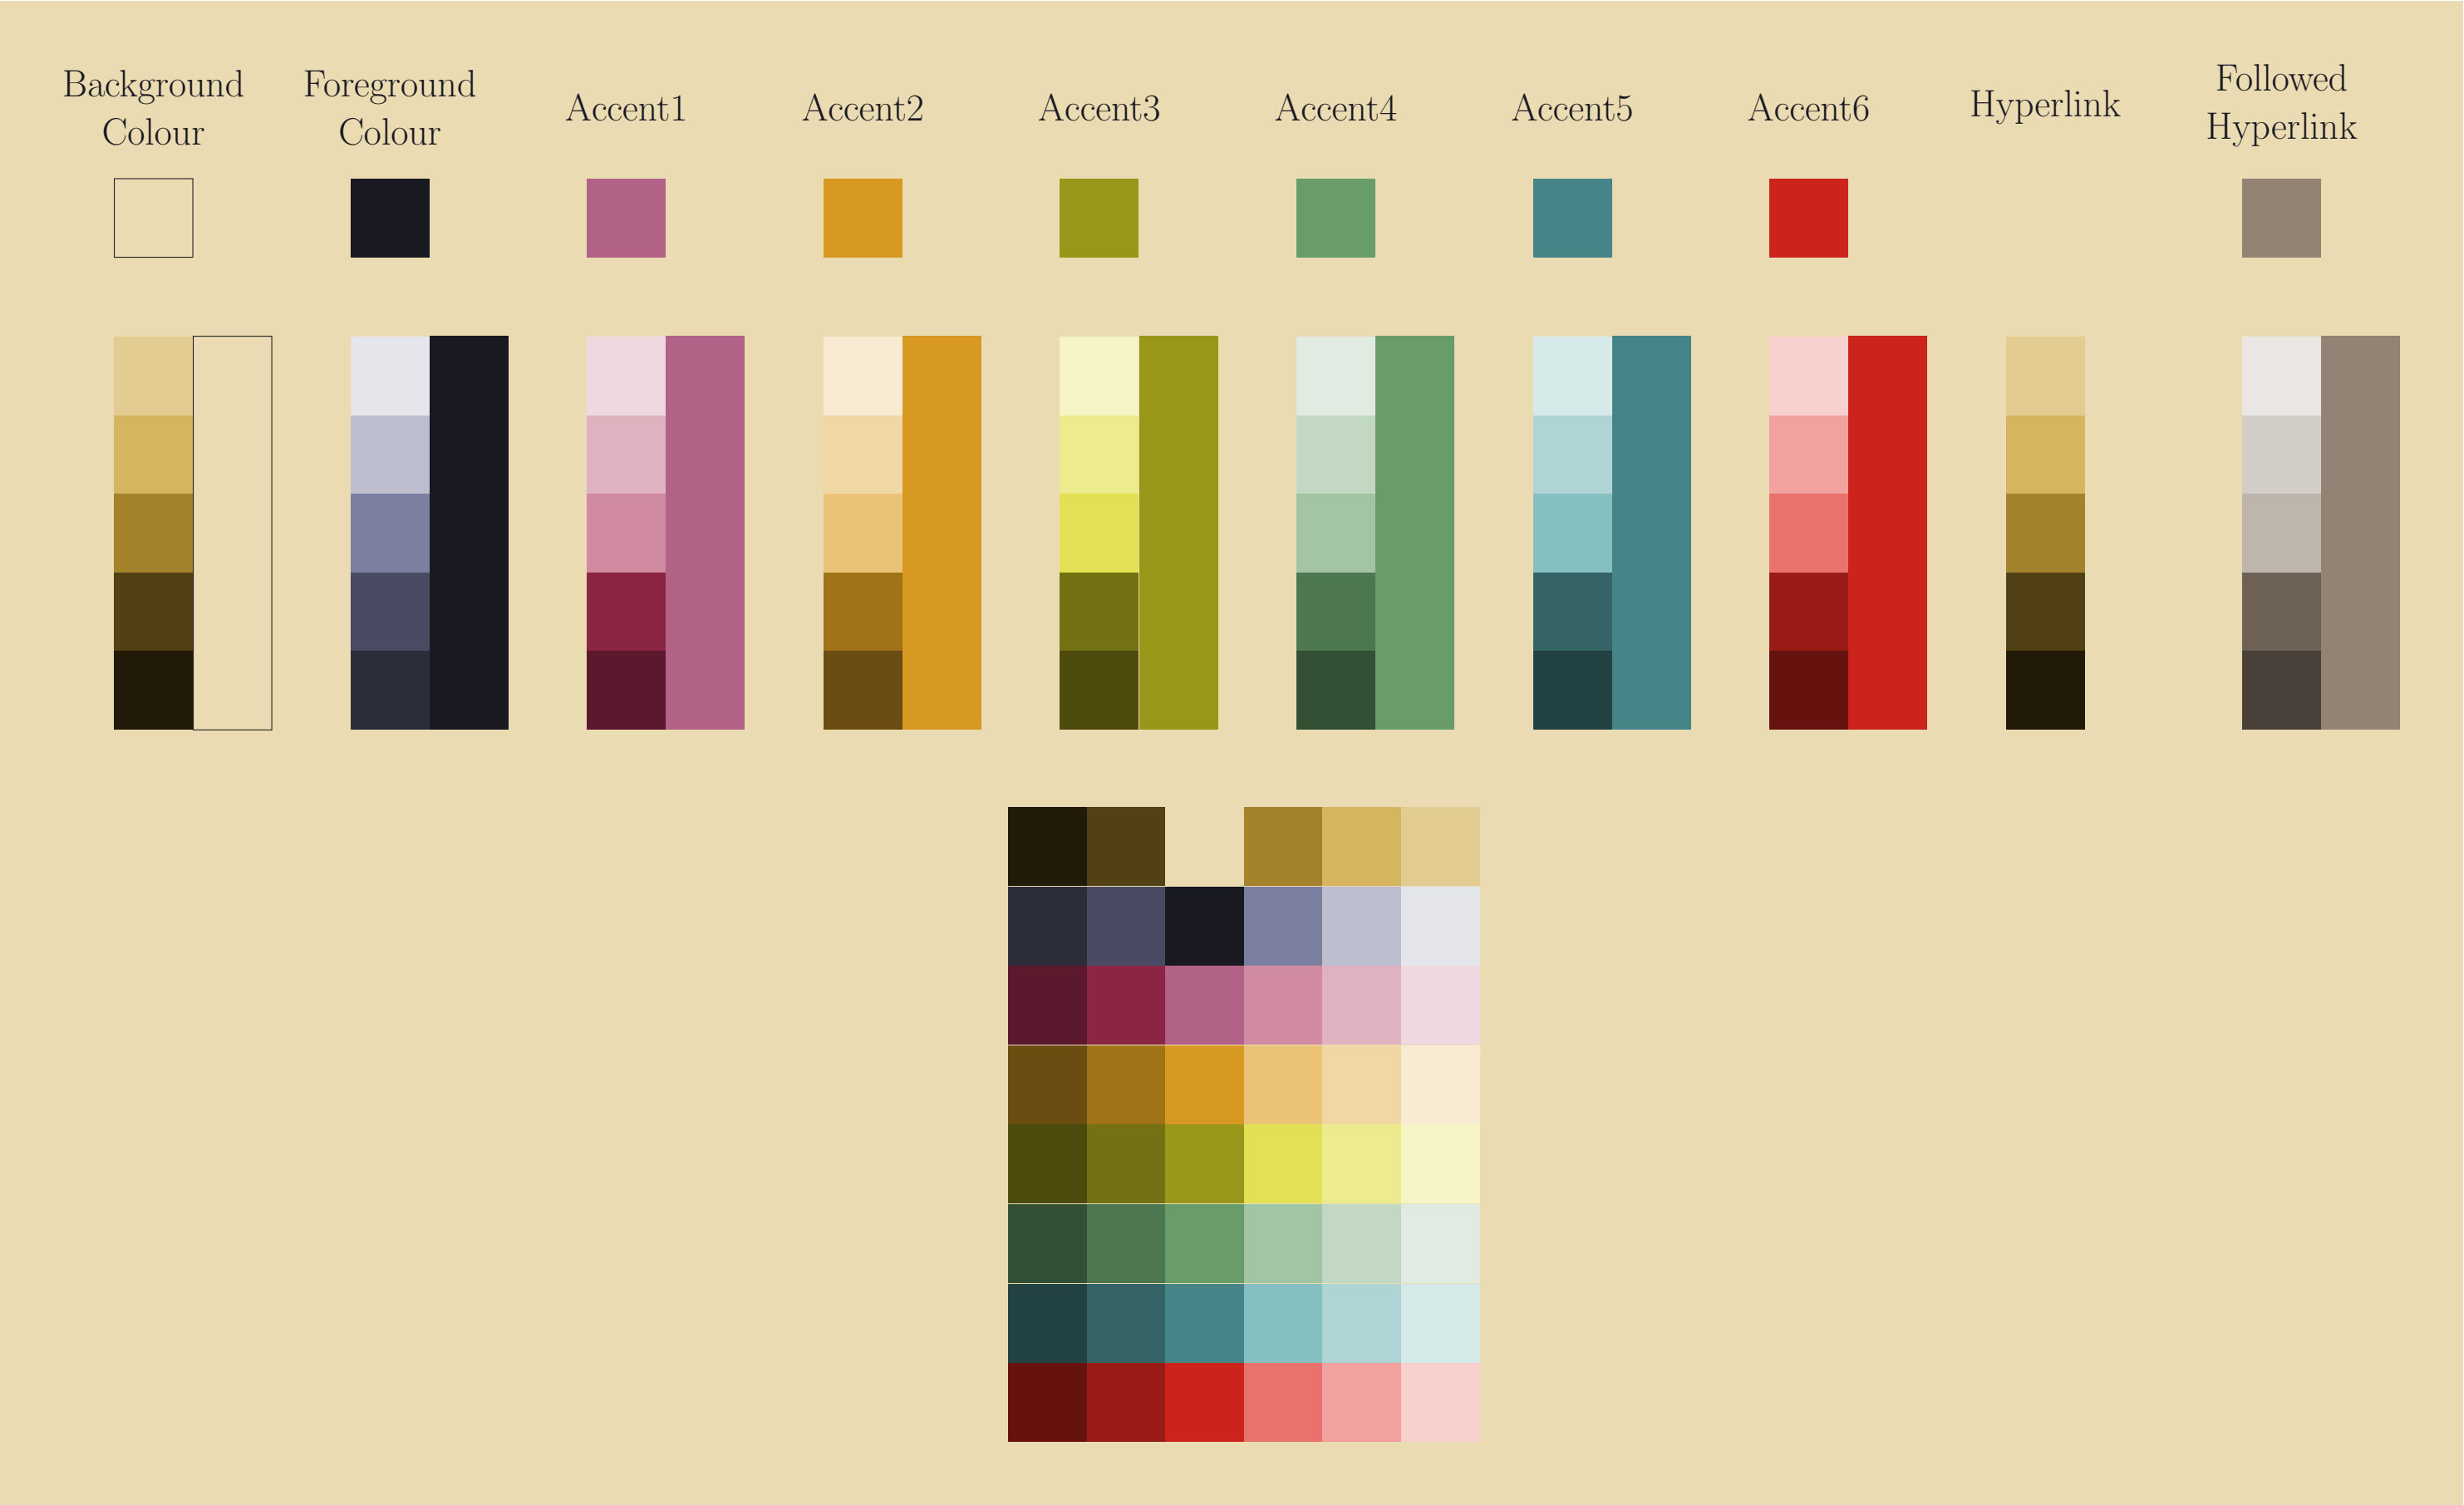 Background
Colour
Foreground
Colour
Accent1
Accent2
Accent3
Accent4
Accent5
Accent6
Hyperlink
Followed
Hyperlink